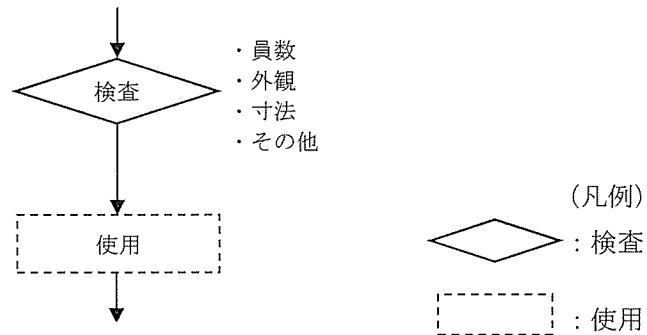 検査
・員数
・外観
・寸法
・その他
使用
(凡例)
：検査
：使用